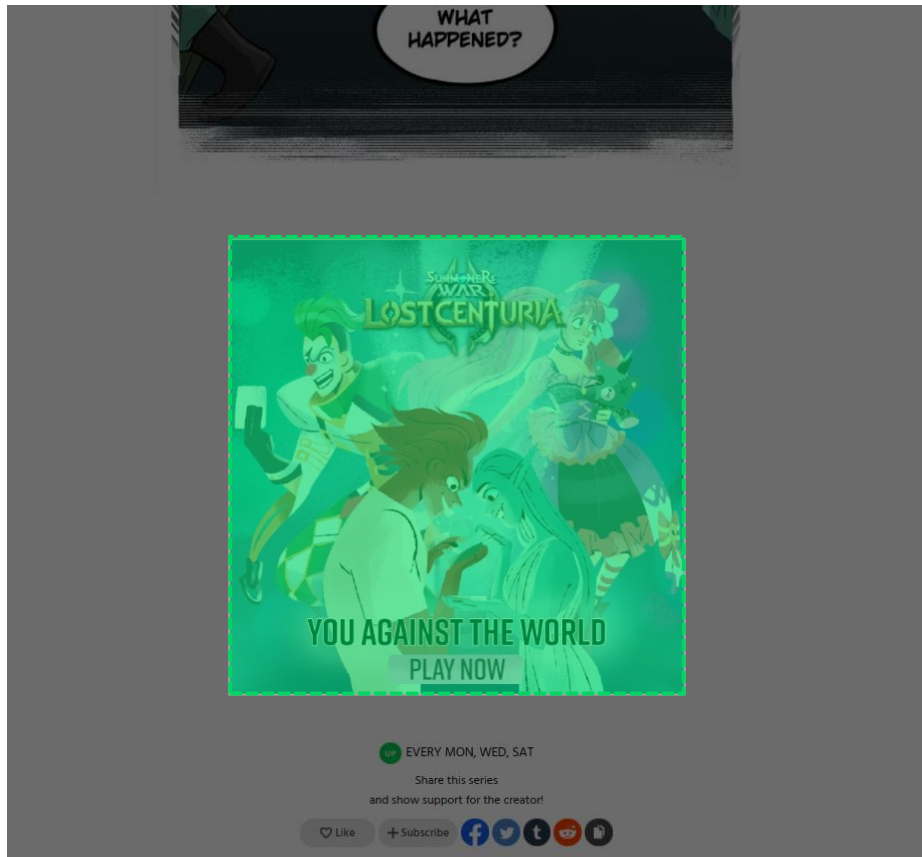 WHAT
HAPPENED?
SUMMONERS
WAR
LOST CENTURIA
YOU AGAINST THE WORLD
PLAY NOW
UP EVERY MON, WED, SAT
Share this series
and show support for the creator!
Like
+ Subscribe